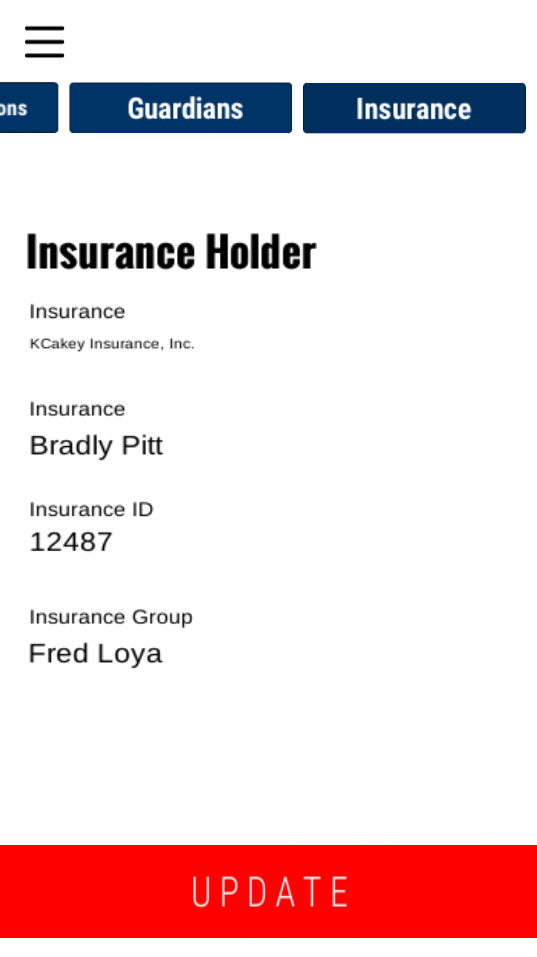 ons Guardians Insurance
Insurance Holder
Insurance
KCakey Insurance, Inc.
Insurance
Bradly Pitt
Insurance ID
12487
Insurance Group
Fred Loya
UPDATE